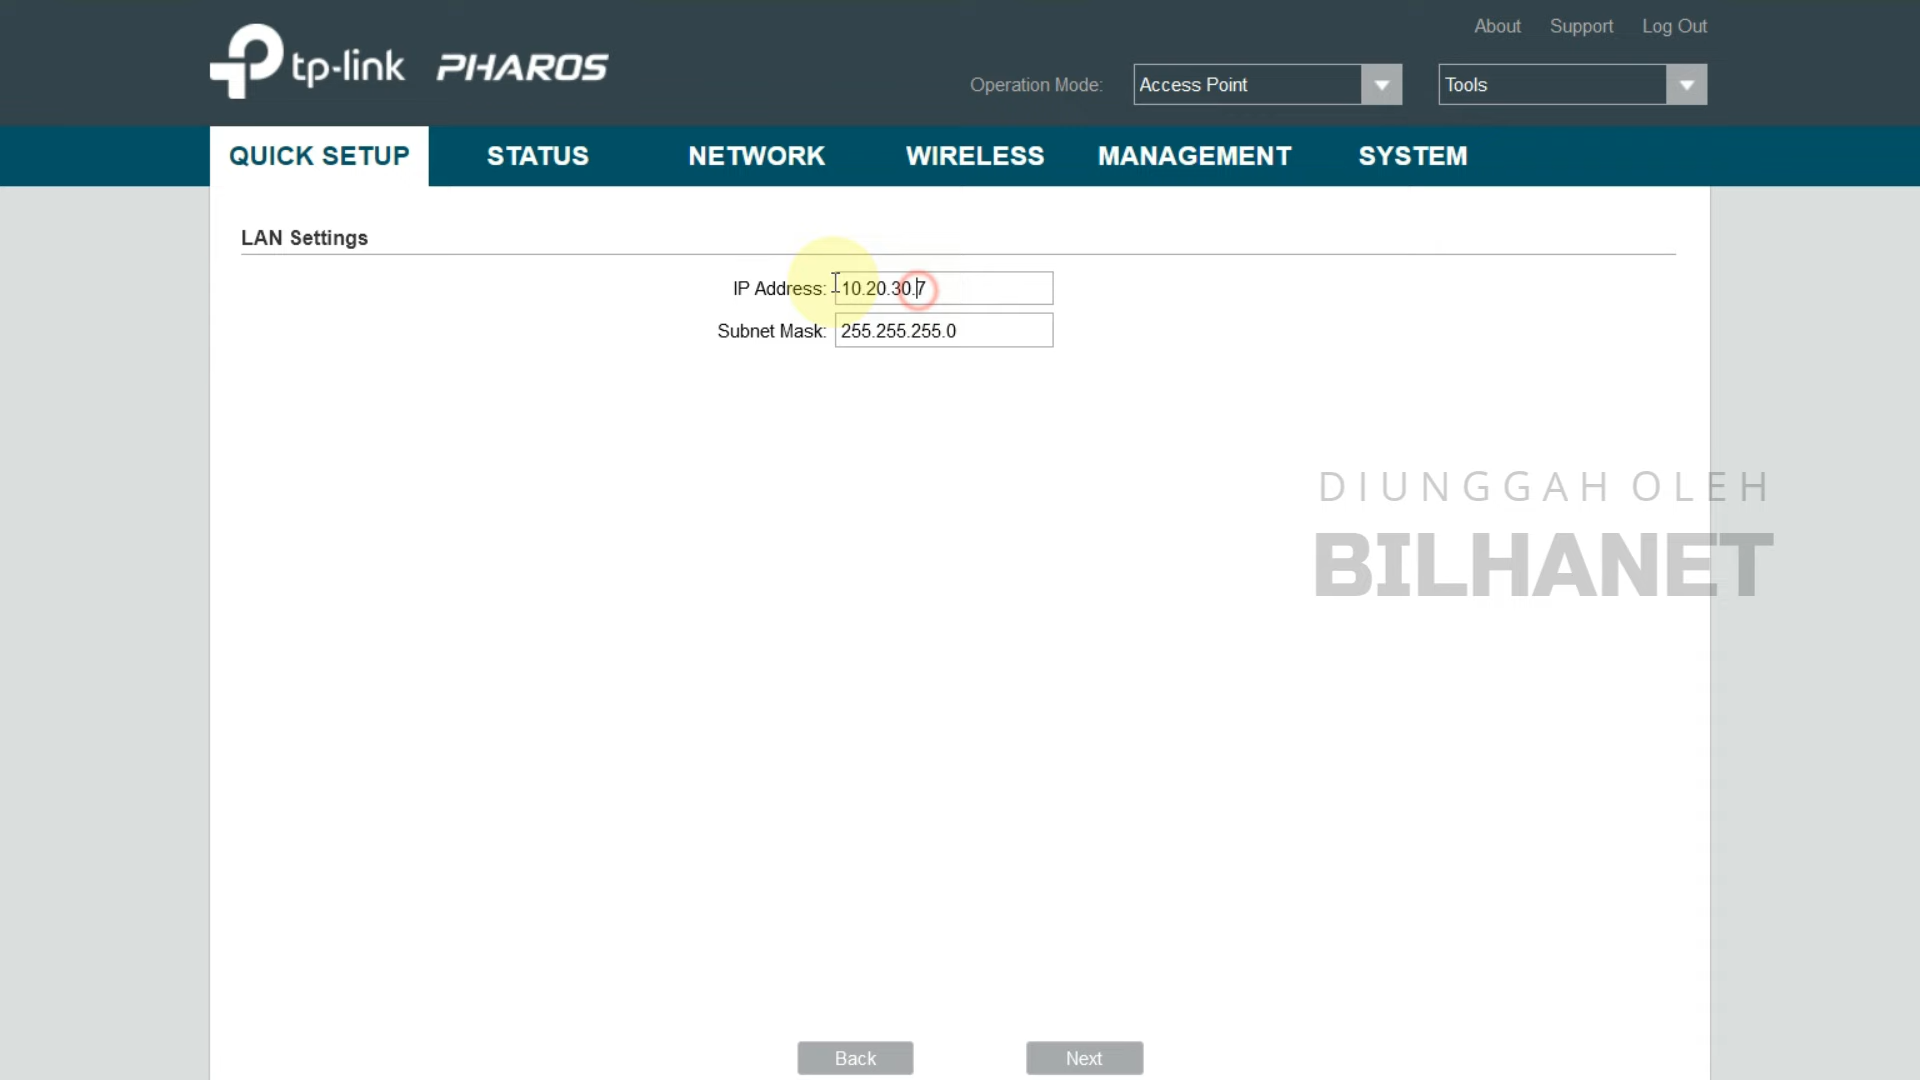 About Support Log Out
tp-link PHAROS
Operation Mode: Access Point Tools
QUICK SETUP STATUS NETWORK WIRELESS MANAGEMENT SYSTEM
LAN Settings
IP Address: 10.20.30.7
Subnet Mask: 255.255.255.0
DIUNGGAH OLEH
BILHANET
Back Next